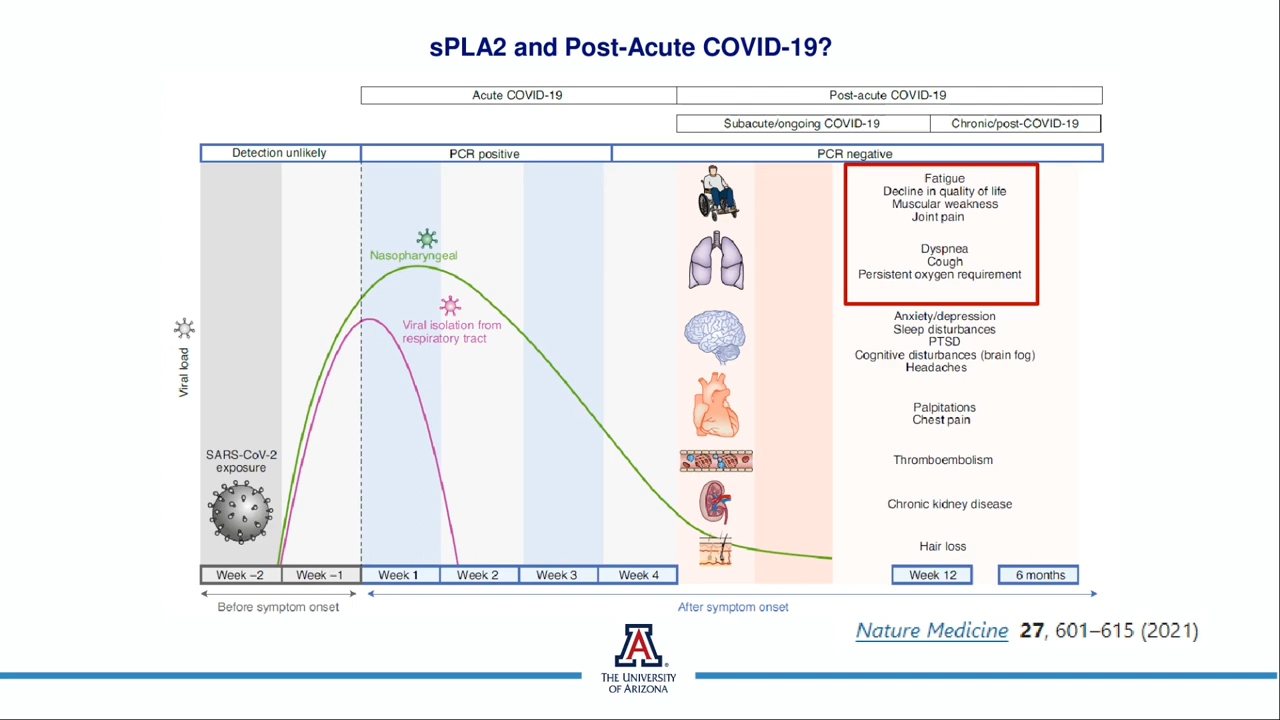 sPLA2 and Post-Acute COVID-19?
Acute COVID-19
Post-acute COVID-19
Subacute/ongoing COVID-19
Chronic/post-COVID-19
Detection unlikely
PCR positive
PCR negative
Fatigue
Decline in quality of life
Muscular weakness
Joint pain
Dyspnea
Cough
Persistent oxygen requirement
Nasopharyngeal
Viral isolation from
respiratory tract
Viral load
Anxiety/depression
Sleep disturbances
PTSD
Cognitive disturbances (brain fog)
Headaches
Palpitations
Chest pain
SARS-CoV-2
exposure
Thromboembolism
Chronic kidney disease
Hair loss
Week –2
Week –1
Week 1
Week 2
Week 3
Week 4
Week 12
6 months
Before symptom onset
After symptom onset
Nature Medicine 27, 601–615 (2021)
A
THE UNIVERSITY
OF ARIZONA